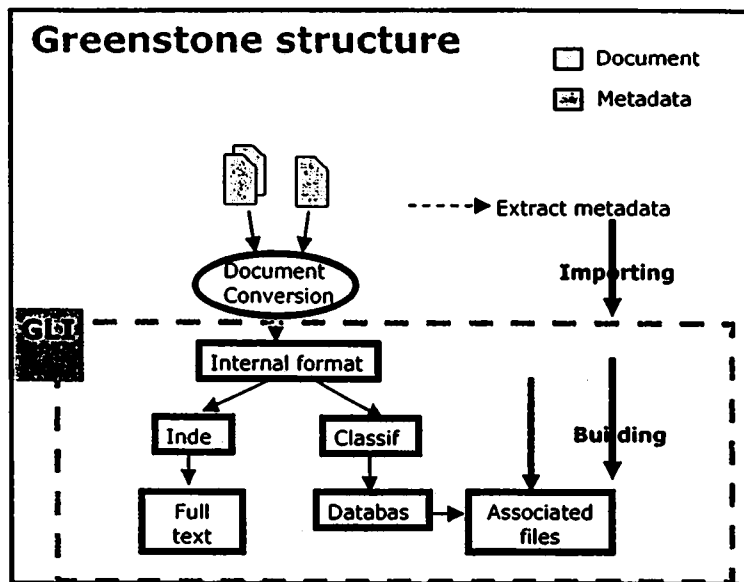 Greenstone structure
Document
Metadata
Extract metadata
Document
Conversion
Importing
GLI
Internal format
Inde
Classif
Building
Full
text
Databas
Associated
files